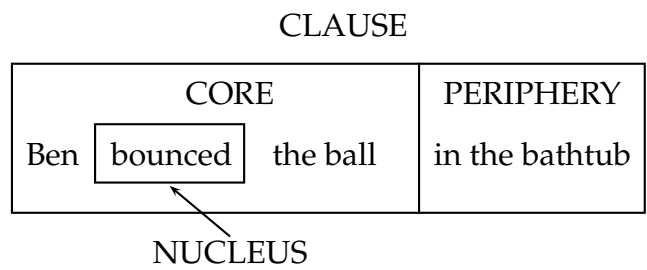 CLAUSE
CORE PERIPHERY
Ben bounced the ball in the bathtub
NUCLEUS